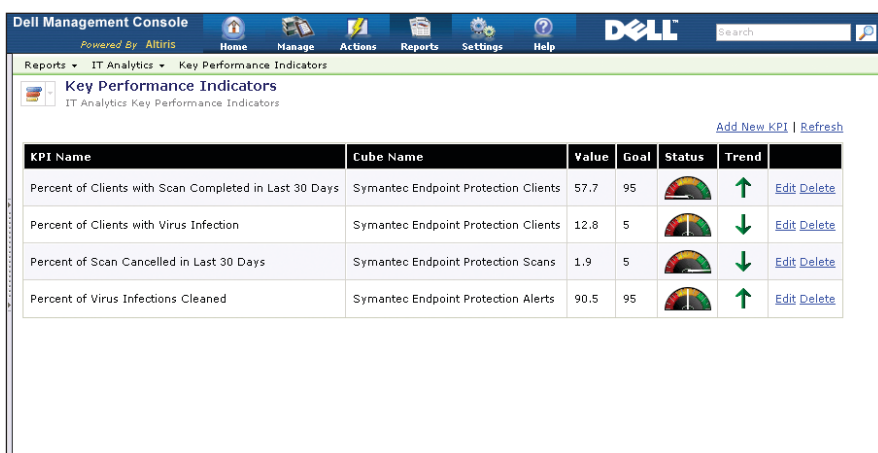 Dell Management Console
Powered By Altiris
Home Manage Actions Reports Settings Help
DELL™
Search
Reports IT Analytics Key Performance Indicators
Key Performance Indicators
IT Analytics Key Performance Indicators
Add New KPI | Refresh
KPI Name Cube Name Value Goal Status Trend
Percent of Clients with Scan Completed in Last 30 Days Symantec Endpoint Protection Clients 57.7 95 Edit Delete
Percent of Clients with Virus Infection Symantec Endpoint Protection Clients 12.8 5 Edit Delete
Percent of Scan Cancelled in Last 30 Days Symantec Endpoint Protection Scans 1.9 5 Edit Delete
Percent of Virus Infections Cleaned Symantec Endpoint Protection Alerts 90.5 95 Edit Delete